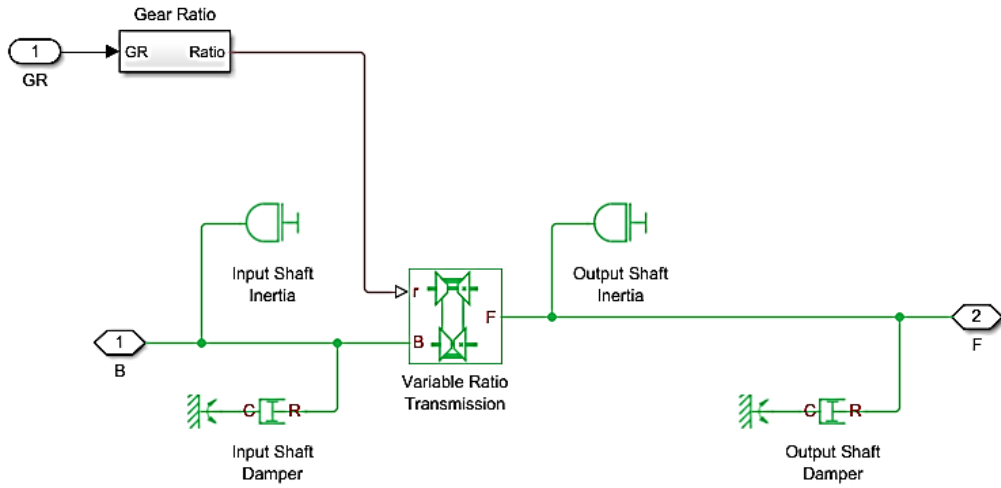 Gear Ratio
1
GR
GR Ratio
Input Shaft
Inertia
Output Shaft
Inertia
r
B
F
1
B
2
F
Variable Ratio
Transmission
C R
Input Shaft
Damper
C R
Output Shaft
Damper